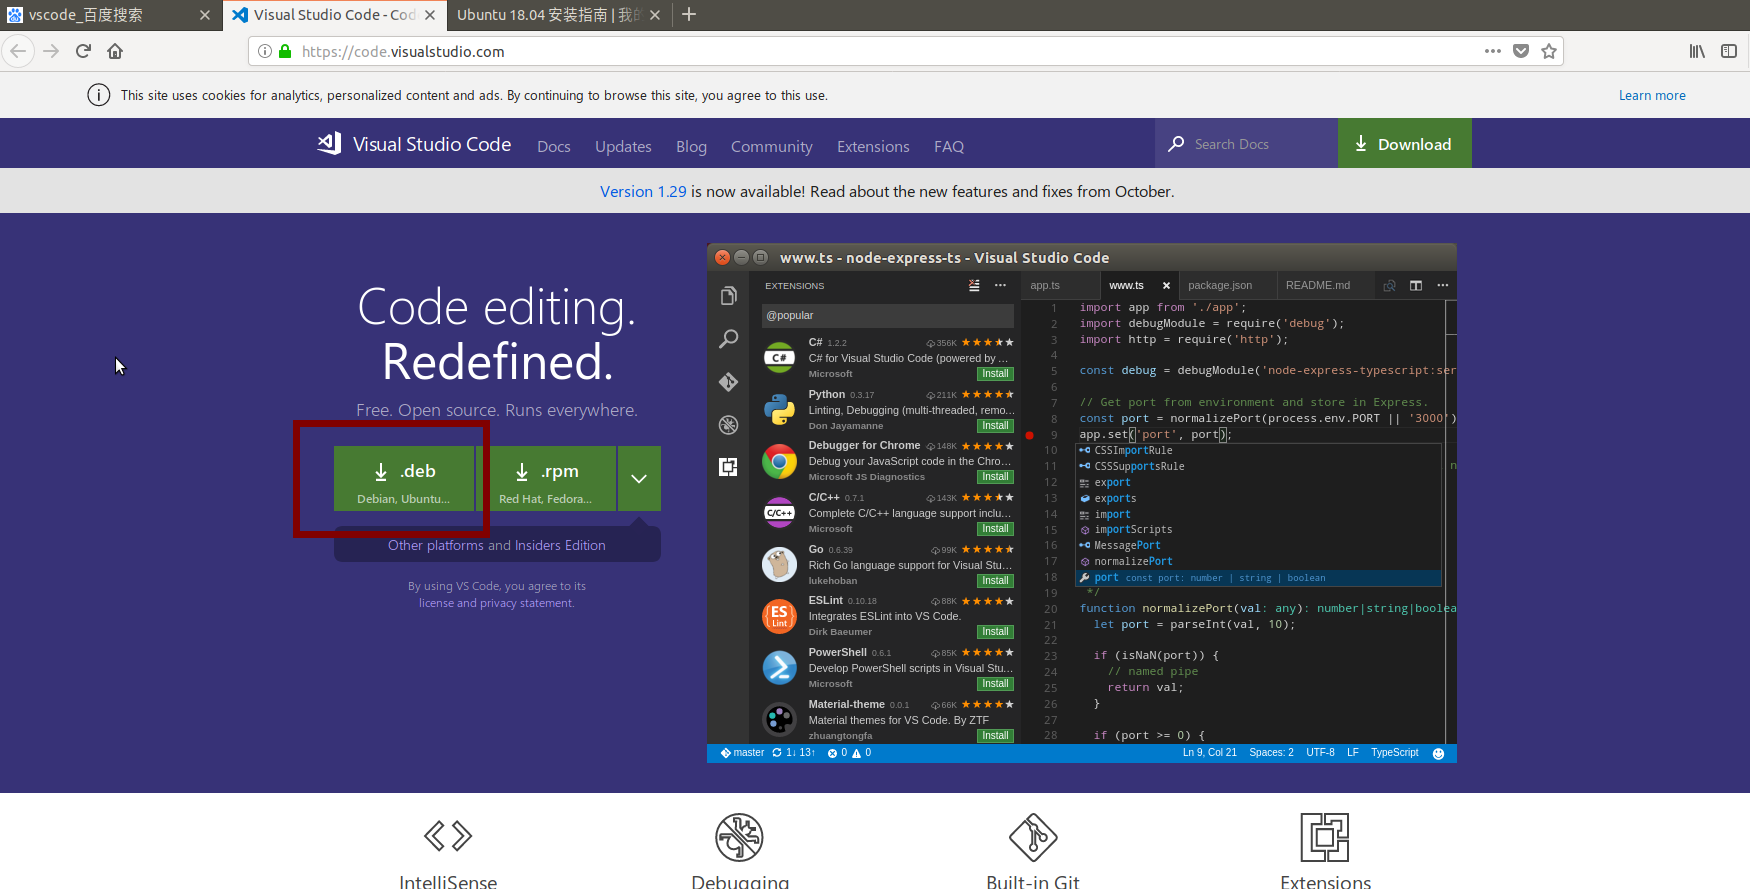 vscode_百度搜索
Visual Studio Code - Cod
Ubuntu 18.04 安装指南 | 我的
https://code.visualstudio.com
This site uses cookies for analytics, personalized content and ads. By continuing to browse this site, you agree to this use.
Learn more
Visual Studio Code
Docs
Updates
Blog
Community
Extensions
FAQ
Search Docs
Download
Version 1.29 is now available! Read about the new features and fixes from October.
Code editing.
Redefined.
Free. Open source. Runs everywhere.
.deb
Debian, Ubuntu...
.rpm
Red Hat, Fedora...
Other platforms and Insiders Edition
By using VS Code, you agree to its
license and privacy statement.
www.ts - node-express-ts - Visual Studio Code
EXTENSIONS
@popular
C# 1.2.2 356K
C# for Visual Studio Code (powered by ...
Microsoft
Install
Python 0.3.17 211K
Linting, Debugging (multi-threaded, remo...
Don Jayamanne
Install
Debugger for Chrome 148K
Debug your JavaScript code in the Chro...
Microsoft JS Diagnostics
Install
C/C++ 0.7.1 143K
Complete C/C++ language support inclu...
Microsoft
Install
Go 0.6.39 99K
Rich Go language support for Visual Stu...
lukehoban
Install
ESLint 0.10.18 88K
Integrates ESLint into VS Code.
Dirk Baeumer
Install
PowerShell 0.6.1 85K
Develop PowerShell scripts in Visual Stu...
Microsoft
Install
Material-theme 0.0.1 66K
Material themes for VS Code. By ZTF
zhuangtongfa
Install
app.ts
www.ts
package.json
README.md
1 import app from './app';
2 import debugModule = require('debug');
3 import http = require('http');
4
5 const debug = debugModule('node-express-typescript:ser
6
7 // Get port from environment and store in Express.
8 const port = normalizePort(process.env.PORT || '3000')
9 app.set('port', port);
10 CSSImportRule
11 CSSSupportsRule
12 export
13 exports
14 import
15 importScripts
16 MessagePort
17 normalizePort
18 port const port: number | string | boolean
19 */
20 function normalizePort(val: any): number|string|boolea
21 let port = parseInt(val, 10);
22
23 if (isNaN(port)) {
24 // named pipe
25 return val;
26 }
27
28 if (port >= 0) {
master 1↓ 13↑ 0 0
Ln 9, Col 21 Spaces: 2 UTF-8 LF TypeScript
C#
C/C++
ES
Lint
IntelliSense
Debugging
Built-in Git
Extensions